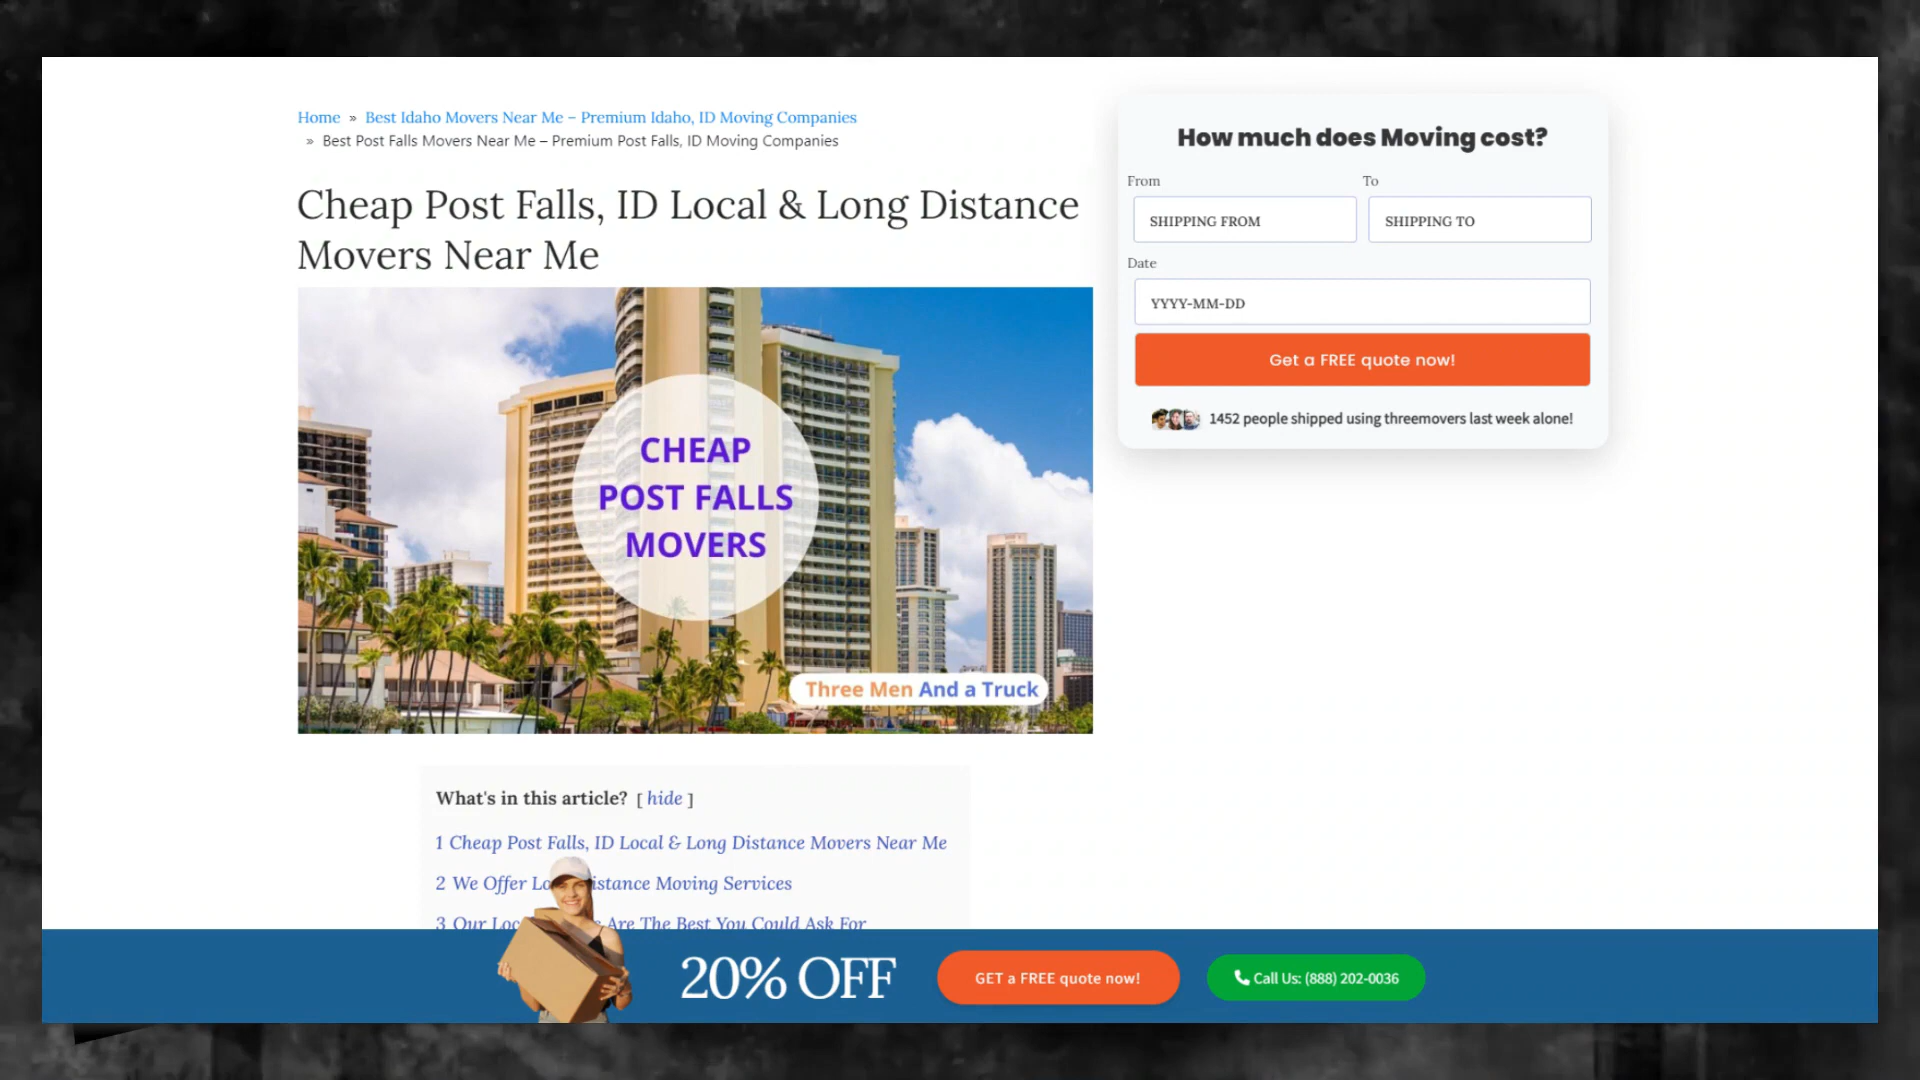 Home » Best Idaho Movers Near Me – Premium Idaho, ID Moving Companies
» Best Post Falls Movers Near Me – Premium Post Falls, ID Moving Companies
Cheap Post Falls, ID Local & Long Distance
Movers Near Me
CHEAP
POST FALLS
MOVERS
Three Men And a Truck
What's in this article? [ hide ]
1 Cheap Post Falls, ID Local & Long Distance Movers Near Me
2 We Offer Lo istance Moving Services
3 Our Loc Are The Best You Could Ask For
How much does Moving cost?
From To
SHIPPING FROM SHIPPING TO
Date
YYYY-MM-DD
Get a FREE quote now!
1452 people shipped using threemovers last week alone!
20% OFF GET a FREE quote now! Call Us: (888) 202-0036